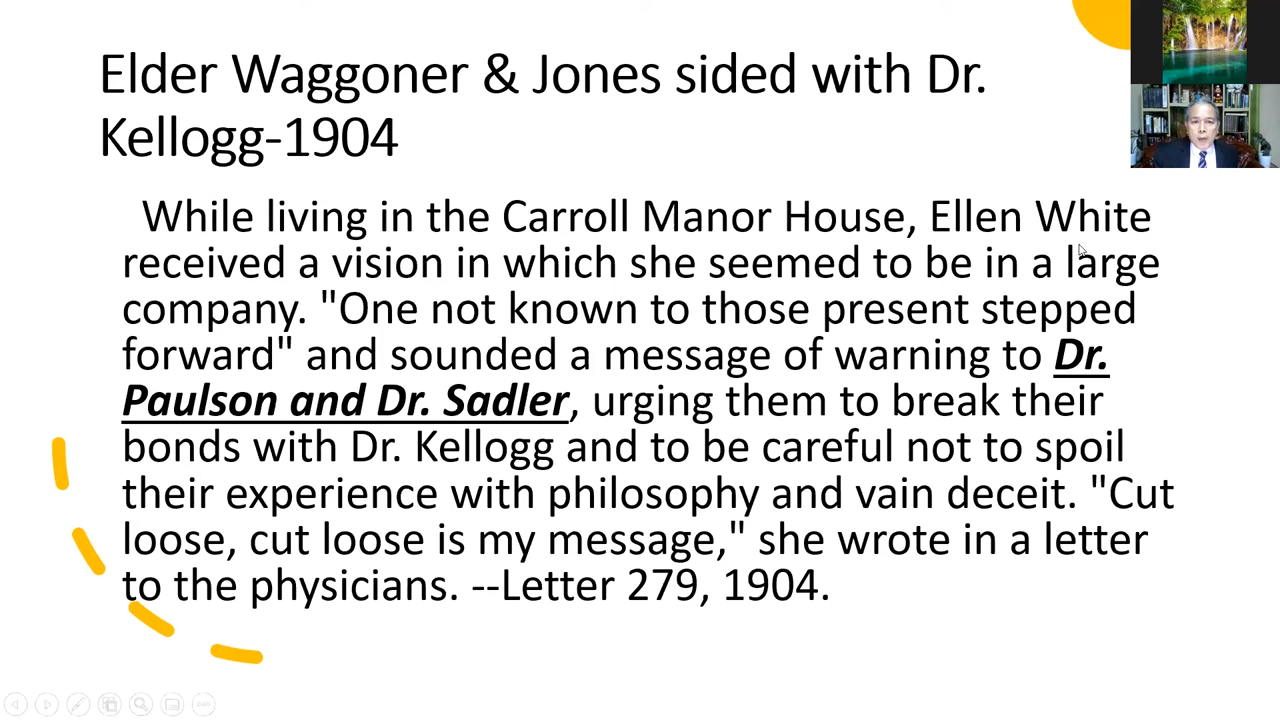 Elder Waggoner & Jones sided with Dr.
Kellogg-1904
While living in the Carroll Manor House, Ellen White
received a vision in which she seemed to be in a large
company. "One not known to those present stepped
forward" and sounded a message of warning to Dr.
Paulson and Dr. Sadler, urging them to break their
bonds with Dr. Kellogg and to be careful not to spoil
their experience with philosophy and vain deceit. "Cut
loose, cut loose is my message," she wrote in a letter
to the physicians. --Letter 279, 1904.